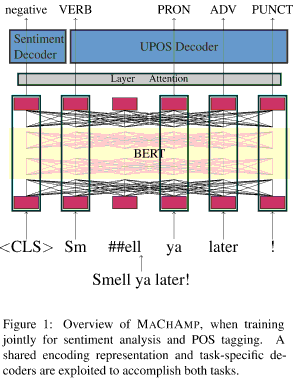 negative VERB PRON ADV PUNCT
Sentiment Decoder UPOS Decoder
Layer Attention
BERT
<CLS> Sm ##ell ya later !
Smell ya later!
Figure 1: Overview of MACHAMP, when training
jointly for sentiment analysis and POS tagging. A
shared encoding representation and task-specific de-
coders are exploited to accomplish both tasks.